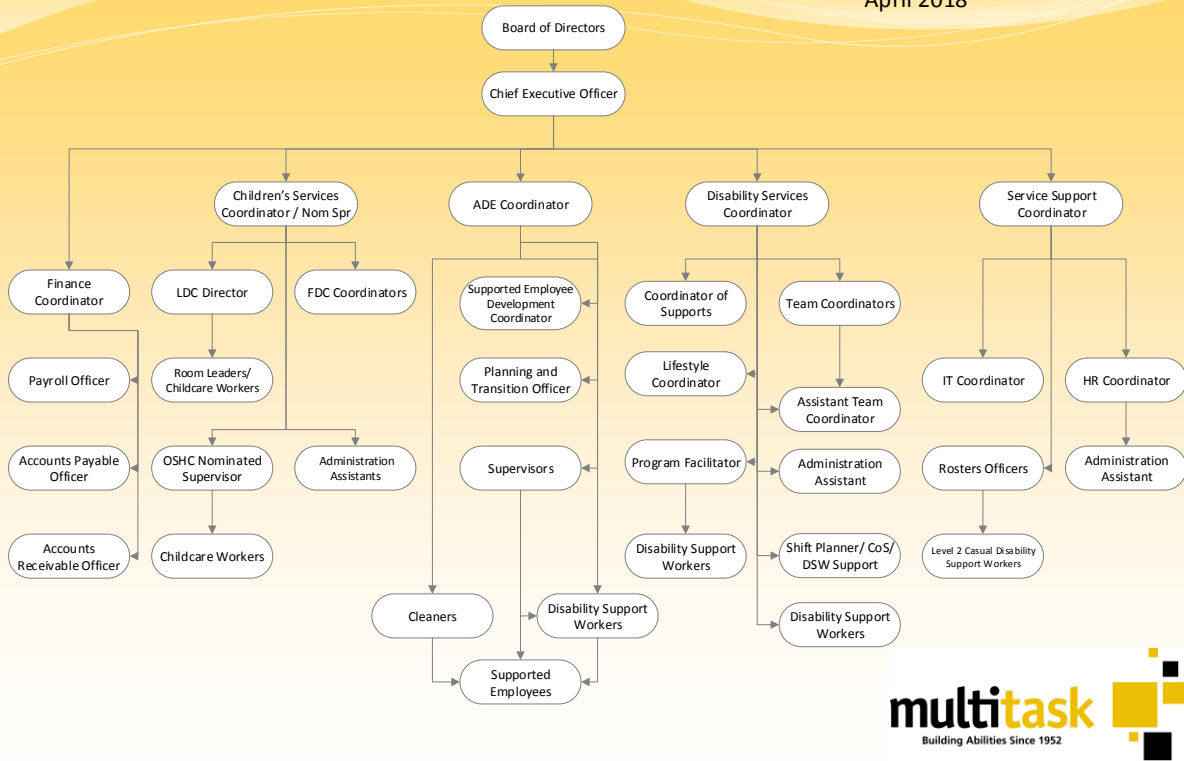 April 2018
Board of Directors
Chief Executive Officer
Children's Services
Coordinator / Nom Spr
ADE Coordinator
Disability Services
Coordinator
Service Support
Coordinator
Finance
Coordinator
LDC Director
FDC Coordinators
Supported Employee
Development
Coordinator
Coordinator of
Supports
Team Coordinators
Payroll Officer
Room Leaders/
Childcare Workers
Planning and
Transition Officer
Lifestyle
Coordinator
IT Coordinator
HR Coordinator
Assistant Team
Coordinator
Accounts Payable
Officer
OSHC Nominated
Supervisor
Administration
Assistants
Supervisors
Program Facilitator
Administration
Assistant
Rosters Officers
Administration
Assistant
Accounts
Receivable Officer
Childcare Workers
Disability Support
Workers
Shift Planner/ CoS/
DSW Support
Level 2 Casual Disability
Support Workers
Cleaners
Disability Support
Workers
Disability Support
Workers
Supported
Employees
multitask
Building Abilities Since 1952